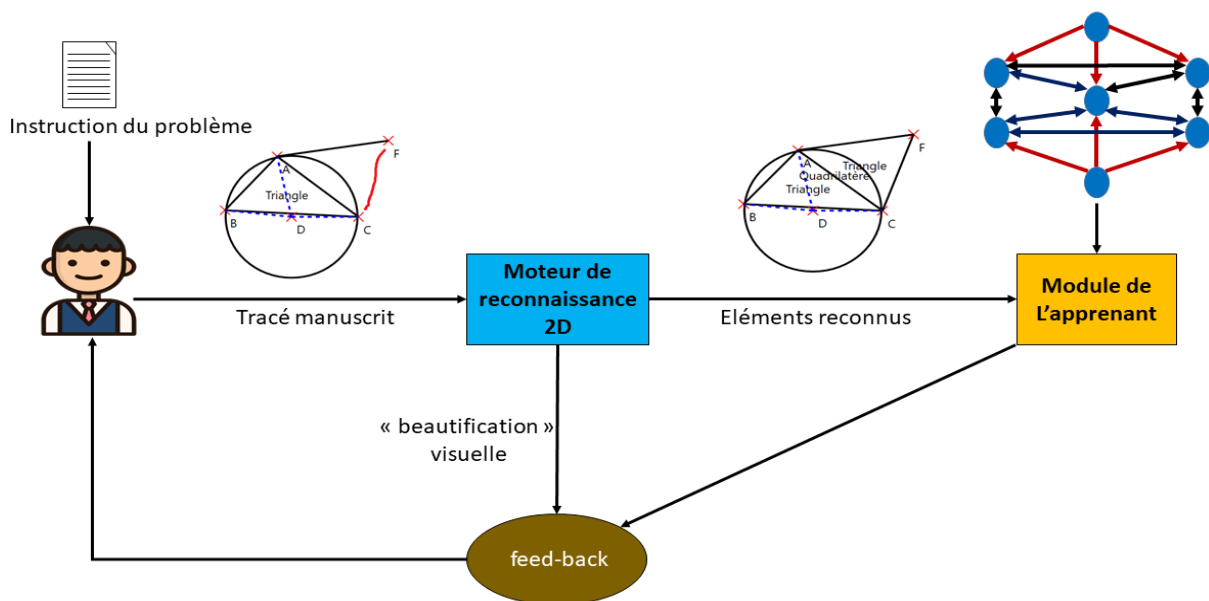 Instruction du problème
A
F
Triangle
B
D
C
A
F
Triangle
Quadrilatère
Triangle
B
D
C
Tracé manuscrit
Moteur de
reconnaissance
2D
Eléments reconnus
Module de
L’apprenant
« beautification »
visuelle
feed-back